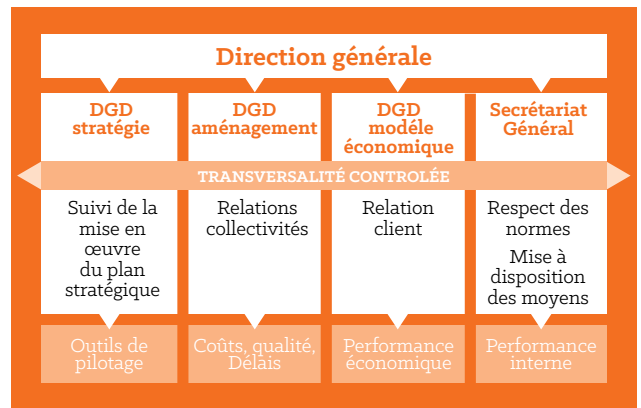 Direction générale
DGD
stratégie
DGD
aménagement
DGD
modèle
économique
Secrétariat
Général
TRANSVERSALITÉ CONTROLÉE
Suivi de la
mise en
œuvre
du plan
stratégique
Relations
collectivités
Relation
client
Respect des
normes
Mise à
disposition
des moyens
Outils de
pilotage
Coûts, qualité,
Délais
Performance
économique
Performance
interne